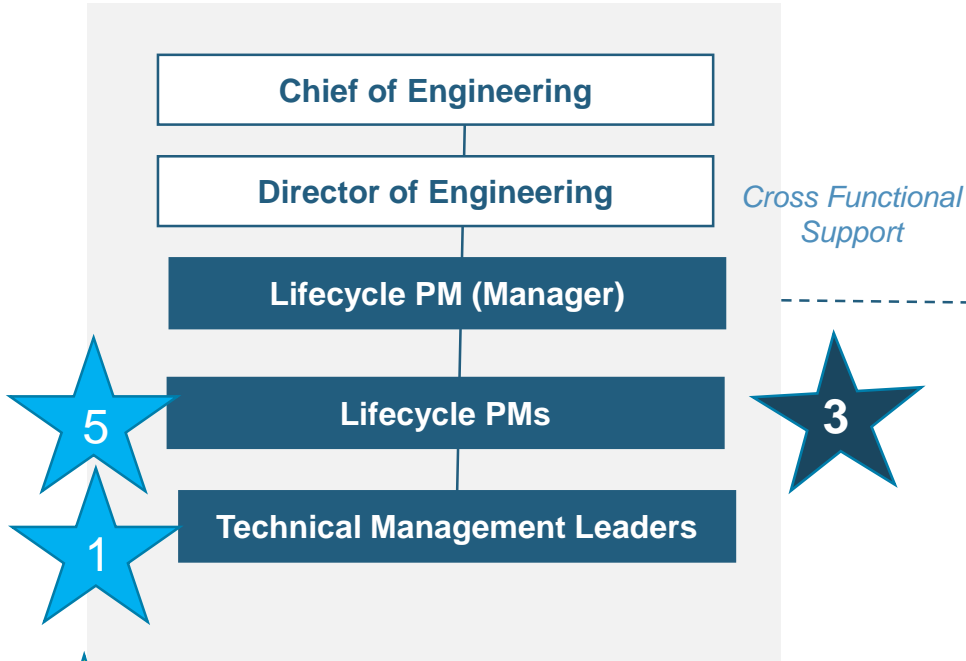 Chief of Engineering
Director of Engineering
Cross Functional
Support
Lifecycle PM (Manager)
5
Lifecycle PMs
3
1
Technical Management Leaders